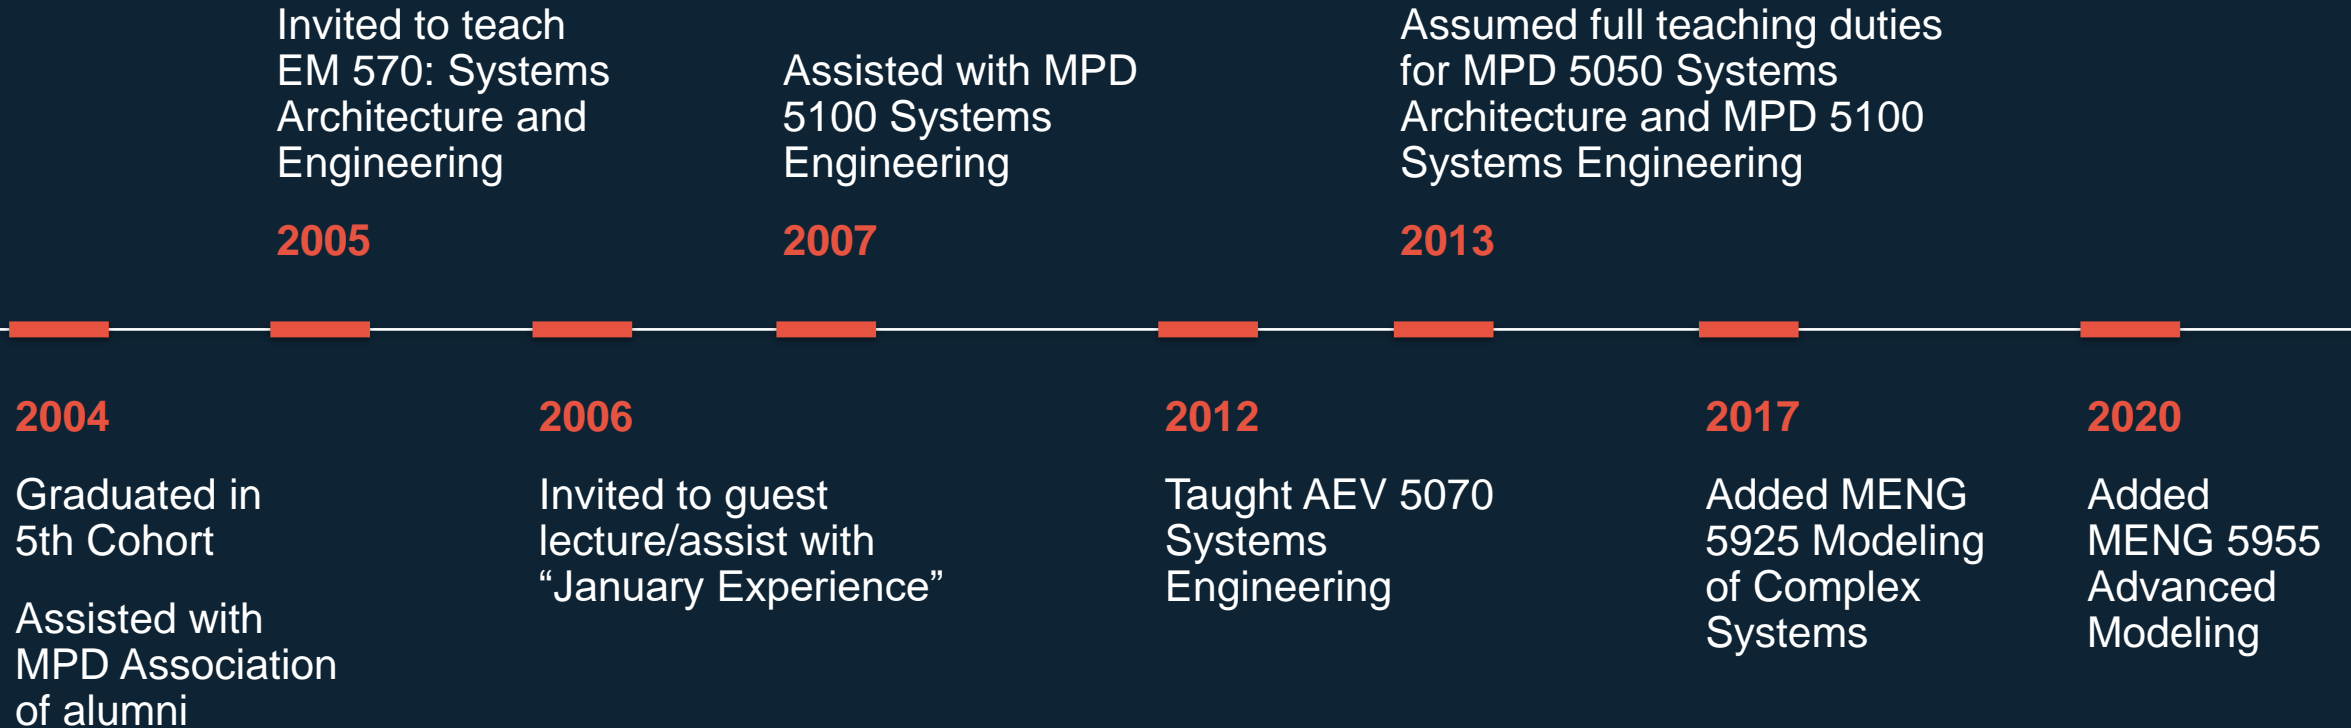 Invited to teach
EM 570: Systems
Architecture and
Engineering
2005
Assisted with MPD
5100 Systems
Engineering
2007
Assumed full teaching duties
for MPD 5050 Systems
Architecture and MPD 5100
Systems Engineering
2013
2004
Graduated in
5th Cohort
Assisted with
MPD Association
of alumni
2006
Invited to guest
lecture/assist with
“January Experience”
2012
Taught AEV 5070
Systems
Engineering
2017
Added MENG
5925 Modeling
of Complex
Systems
2020
Added
MENG 5955
Advanced
Modeling